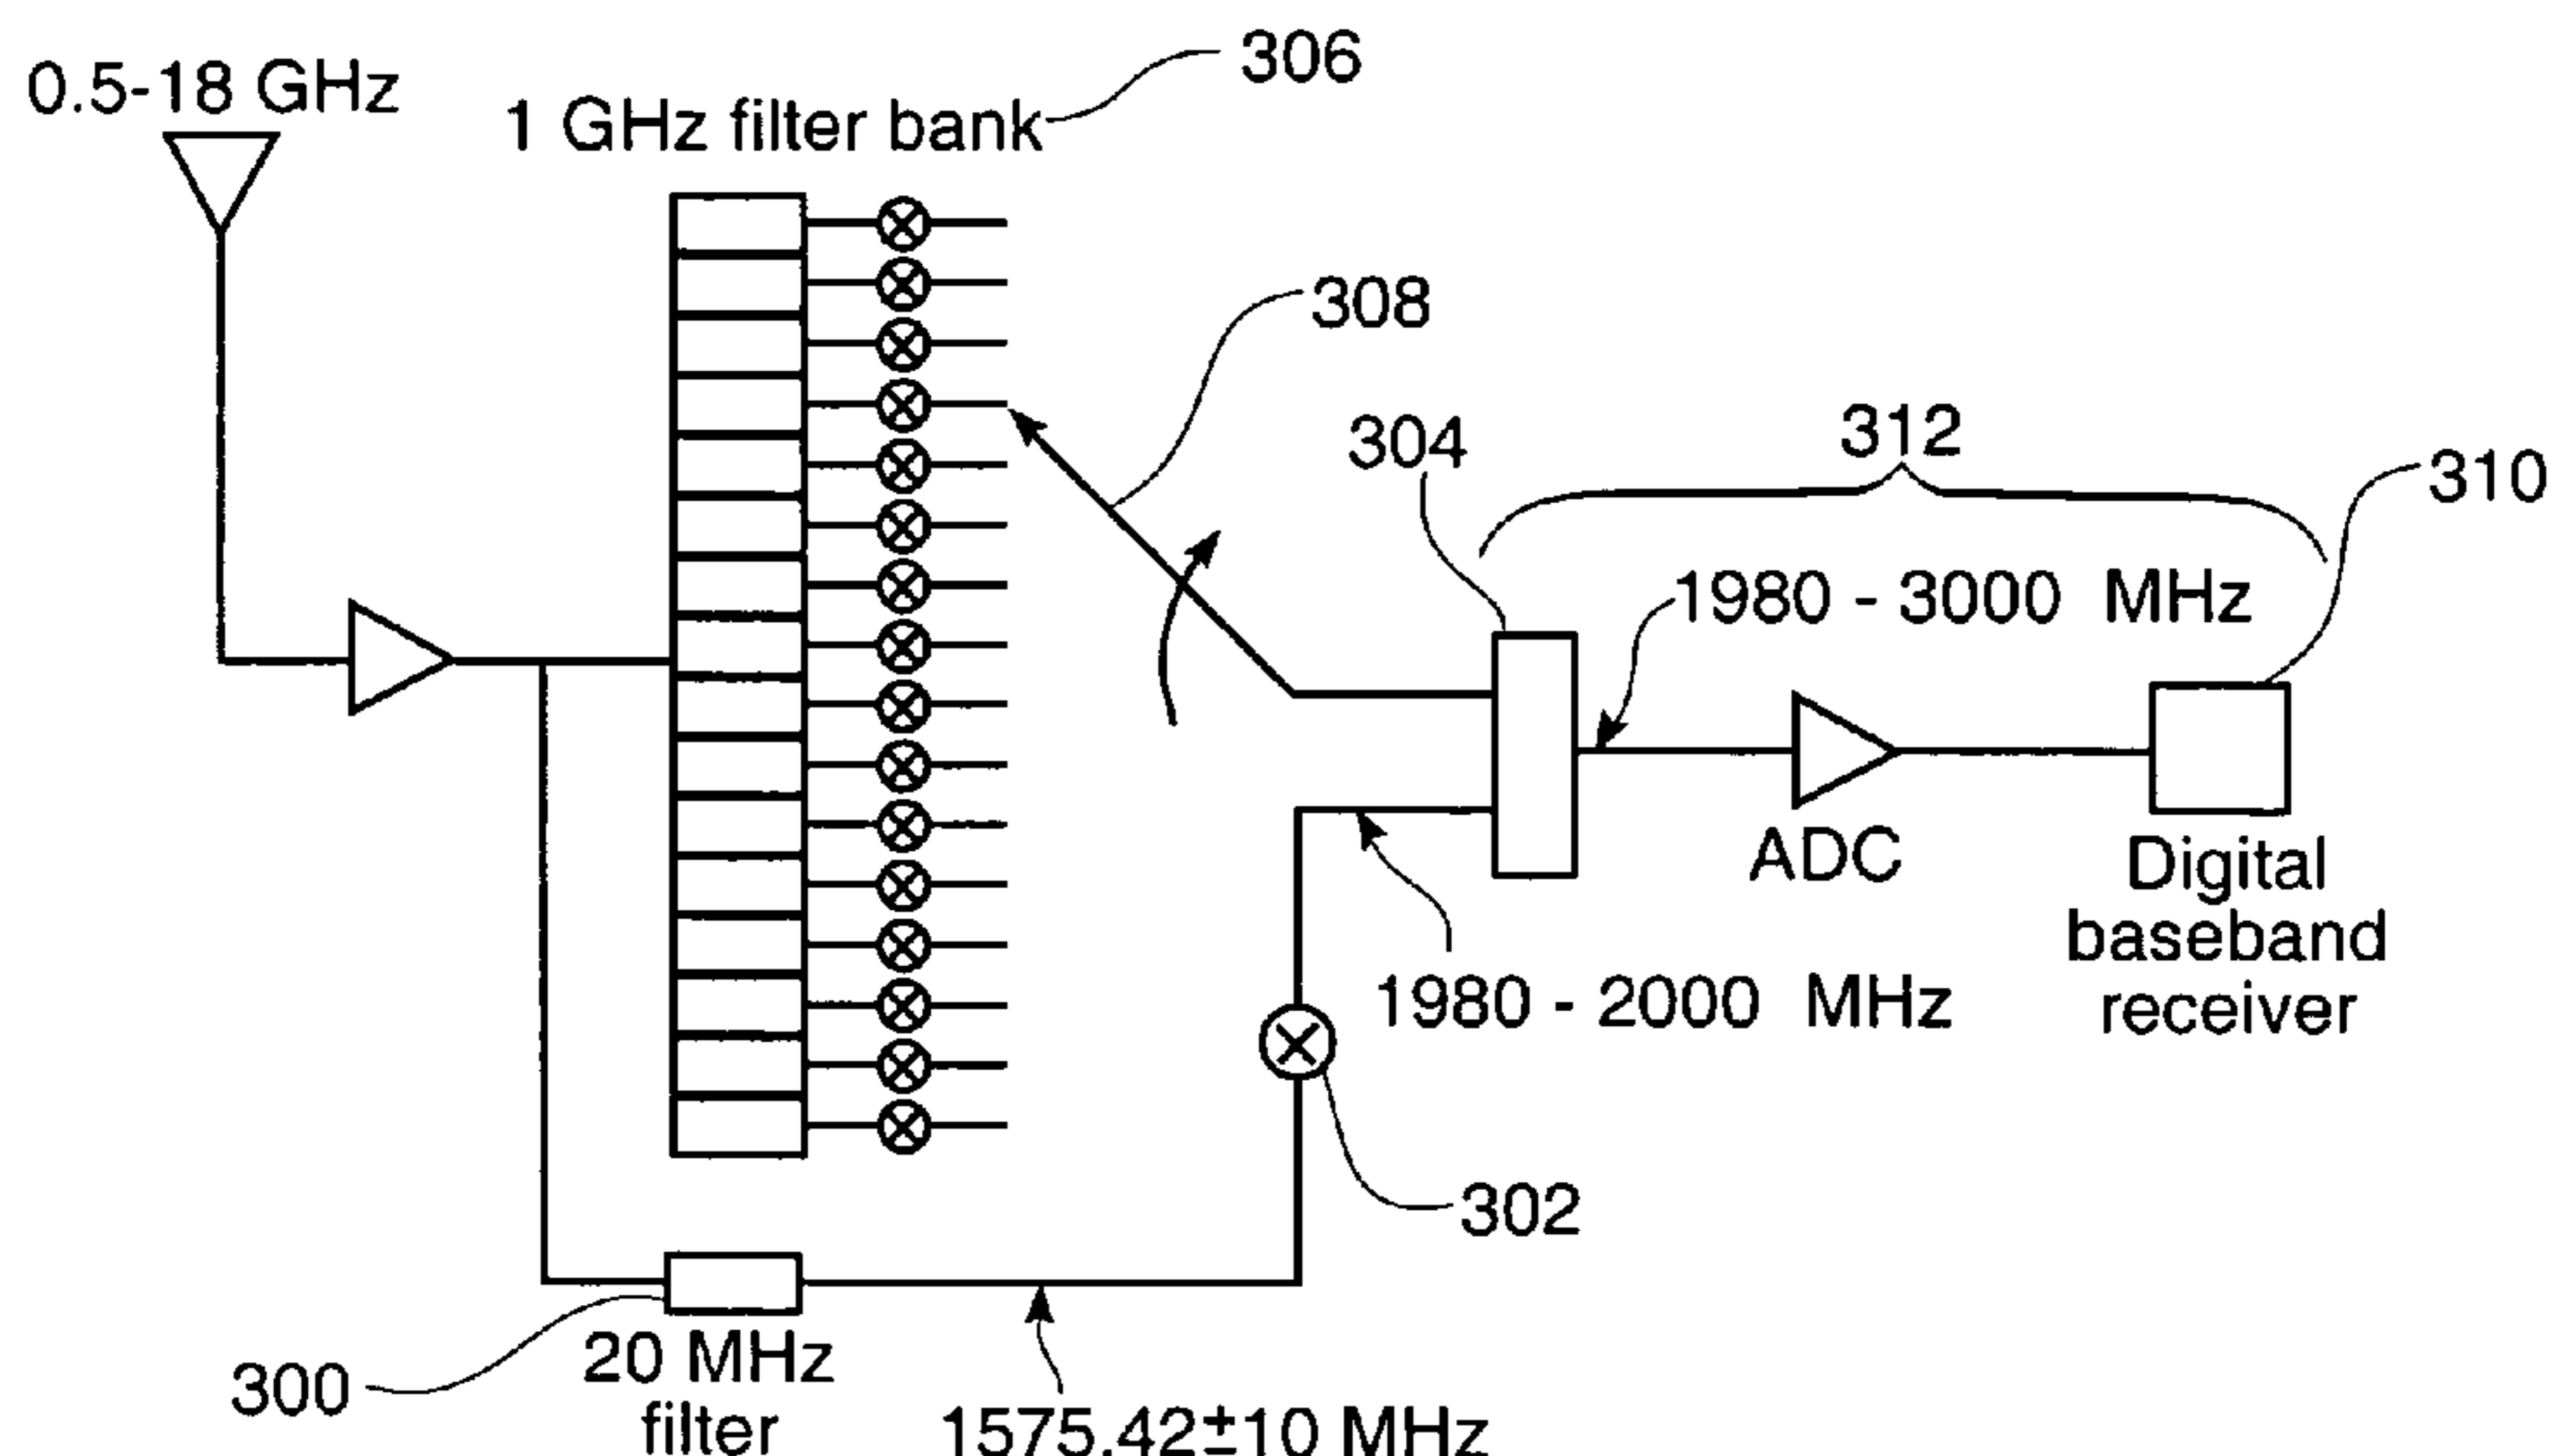 306
0.5-18 GHz
1 GHz filter bank
308
304
312
310
1980 - 3000 MHz
ADC
Digital
baseband
receiver
1980 - 2000 MHz
302
300
20 MHz
filter
1575.42±10 MHz